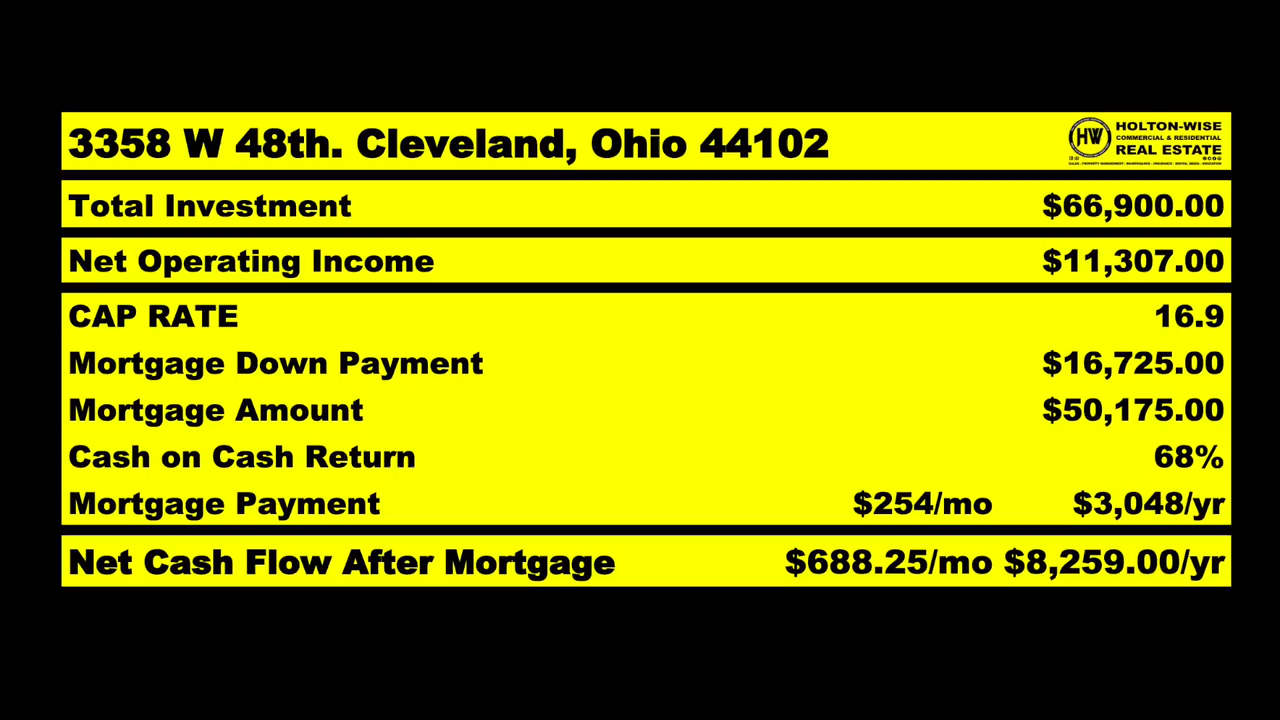 3358 W 48th. Cleveland, Ohio 44102
HW
HOLTON-WISE
COMMERCIAL & RESIDENTIAL
REAL ESTATE
Total Investment $66,900.00
Net Operating Income $11,307.00
CAP RATE 16.9
Mortgage Down Payment $16,725.00
Mortgage Amount $50,175.00
Cash on Cash Return 68%
Mortgage Payment $254/mo $3,048/yr
Net Cash Flow After Mortgage $688.25/mo $8,259.00/yr